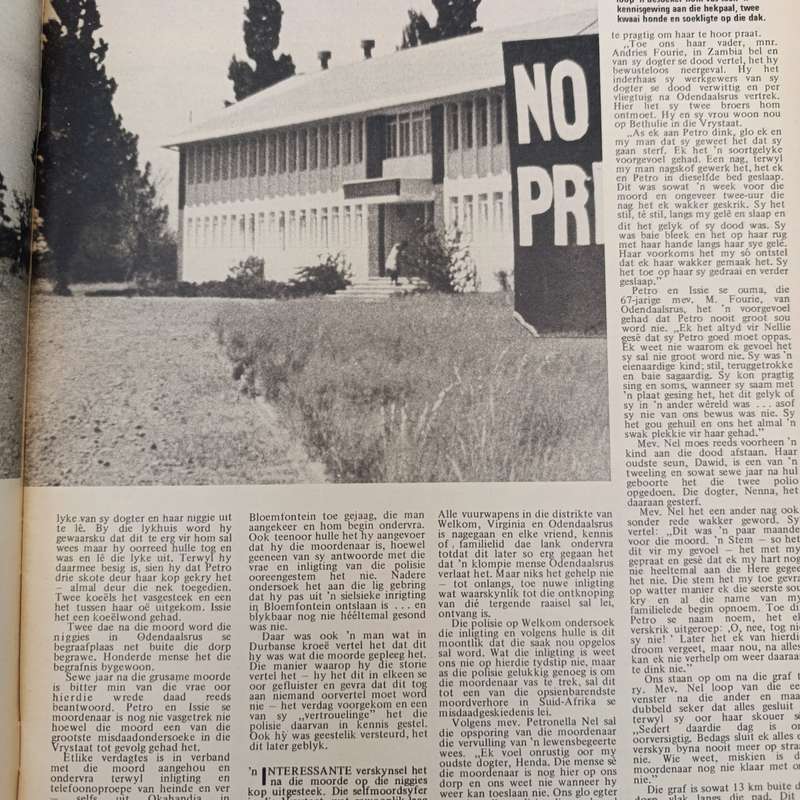 kennisgewing aan die hekpaal, twee
kwaai honde en soekligte op die dak.
NO
PRI
lyke van sy dogter en haar niggie uit
te lê. By die lykhuis word hy
gewaarsku dat dit te erg vir hom sal
wees maar hy oorreed hulle tog en
was en lê die lyke uit. Terwyl hy
daarmee besig is, sien hy dat Petro
drie skote deur haar kop gekry het
– almal deur die nek toegedien.
Twee koeëls het vasgesteek en een
het tussen haar oë uitgekom. Issie
het een koeëlwond gehad.
Twee dae na die moord word die
niggies in Odendaalsrus se
begraafplaas net buite die dorp
begrawe. Honderde mense het die
begrafnis bygewoon.
Sewe jaar na die grusame moorde
is bitter min van die vrae oor
hierdie wrede daad reeds
beantwoord. Petro en Issie se
moordenaar is nog nie vasgetrek nie
hoewel die moord een van die
grootste misdaadondersoeke in die
Vrystaat tot gevolg gehad het.
Etlike verdagtes is in verband
met die moord aangehou en
ondervra terwyl inligting en
telefoonoproepe van heinde en ver
Bloemfontein toe gejaag, die man
aangekeer en hom begin ondervra.
Ook teenoor hulle het hy aangevoer
dat hy die moordenaar is, hoewel
geeneen van sy antwoorde met die
vrae en inligting van die polisie
ooreengestem het nie. Nadere
ondersoek het aan die lig gebring
dat hy pas uit 'n sielsieke inrigting
in Bloemfontein ontslaan is . . . en
blykbaar nog nie hééltemal gesond
was nie.
Daar was ook 'n man wat in
Durbanse kroeë vertel het dat dit
hy was wat die moorde gepleeg het.
Die manier waarop hy die storie
vertel het – hy het dit in elkeen se
oor gefluister en gevra dat dit tog
aan niemand oorvertel moet word
nie – het verdag voorgekom en een
van sy „vertrouelinge" het die
polisie daarvan in kennis gestel.
Ook hý was geestelik versteurd, het
dit later geblyk.
'n INTERESSANTE verskynsel het
ná die moorde op die niggies
kop uitgesteek. Die selfmoordsyfer
Alle vuurwapens in die distrikte van
Welkom, Virginia en Odendaalsrus
is nagegaan en elke vriend, kennis
of familielid dae lank ondervra
totdat dit later so erg gegaan het
dat 'n klompie mense Odendaalsrus
verlaat het. Maar niks het gehelp nie
– tot onlangs, toe nuwe inligting
wat waarskynlik tot die ontknoping
van dié tergende raaisel sal lei,
ontvang is.
Die polisie op Welkom ondersoek
die inligting en volgens hulle is dit
moontlik dat die saak nou opgelos
sal word. Wat die inligting is weet
ons nie op hierdie tydstip nie, maar
as die polisie gelukkig genoeg is om
die moordenaar vas te trek, sal dit
tot een van die opsienbarendste
moordverhore in Suid-Afrika se
misdaadgeskiedenis lei.
Volgens mev. Petronella Nel sal
die opsporing van die moordenaar
die vervulling van 'n lewensbegeerte
wees. „Ek voel onrustig oor my
oudste dogter, Henda. Die mense sê
die moordenaar is nog hier op ons
dorp en ons weet nie wanneer hy
weer kan toeslaan nie. Ons glo egter
te pragtig om haar te hoor praat.
„Toe ons haar vader, mnr.
Andries Fourie, in Zambia bel en
van sy dogter se dood vertel, het hy
bewusteloos neergeval. Hy het
inderhaas sy werkgewers van sy
dogter se dood verwittig en per
vliegtuig na Odendaalsrus vertrek.
Hier het sy twee broers hom
ontmoet. Hy en sy vrou woon nou
op Bethulie in die Vrystaat.
„As ek aan Petro dink, glo ek en
my man dat sy geweet het dat sy
gaan sterf. Ek het 'n soortgelyke
voorgevoel gehad. Een nag, terwyl
my man nagskof gewerk het, het ek
en Petro in dieselfde bed geslaap.
Dit was sowat 'n week voor die
moord en ongeveer twee-uur die
nag het ek wakker geskrik. Sy het
stil, té stil, langs my gelê en slaap en
dit het gelyk of sy dood was. Sy
was baie bleek en het op haar rug
met haar hande langs haar sye gelê.
Haar voorkoms het my só ontstel
dat ek haar wakker gemaak het. Sy
het toe op haar sy gedraai en verder
geslaap."
Petro en Issie se ouma, die
67-jarige mev. M. Fourie, van
Odendaalsrus, het 'n voorgevoel
gehad dat Petro nooit groot sou
word nie. „Ek het altyd vir Nellie
gesê dat sy Petro goed moet oppas.
Ek weet nie waarom ek gevoel het
sy sal nie groot word nie. Sy was 'n
eienaardige kind; stil, teruggetrokke
en baie sagaardig. Sy kon pragtig
sing en soms, wanneer sy saam met
'n plaat gesing het, het dit gelyk of
sy in 'n ander wêreld was . . . asof
sy nie van ons bewus was nie. Sy
het gou gehuil en ons het almal 'n
swak plekkie vir haar gehad."
Mev. Nel moes reeds voorheen 'n
kind aan die dood afstaan. Haar
oudste seun, Dawid, is een van 'n
tweeling en sowat sewe jaar na hul
geboorte het die twee polio
opgedoen. Die dogter, Nenna, het
daaraan gesterf.
Mev. Nel het een ander nag ook
sonder rede wakker geword. Sy
vertel: „Dit was 'n paar maande
voor die moord. 'n Stem – so het
dit vir my gevoel – het met my
gepraat en gesê dat ek my hart nog
nie heeltemal aan die Here gegee
het nie. Die stem het my toe gevra
op watter manier ek die seerste sou
kry en al die name van my
familielede begin opnoem. Toe dit
Petro se naam noem, het ek
verskrik uitgeroep: ,O, nee, tog nie
sy nie!' Later het ek van hierdie
droom vergeet, maar nou, na alles,
kan ek nie verhelp om weer daaraan
te dink nie."
Ons staan op om na die graf te
ry. Mev. Nel loop van die een
venster na die ander en maak
dubbeld seker dat alles gesluit is
terwyl sy oor haar skouer sê:
„Sedert daardie dag is ons
oorversigtig. Bedags sluit ek alles en
verskyn byna nooit meer op straat
nie. Wie weet, miskien is die
moordenaar nog nie klaar met ons
nie."
Die graf is sowat 13 km buite die